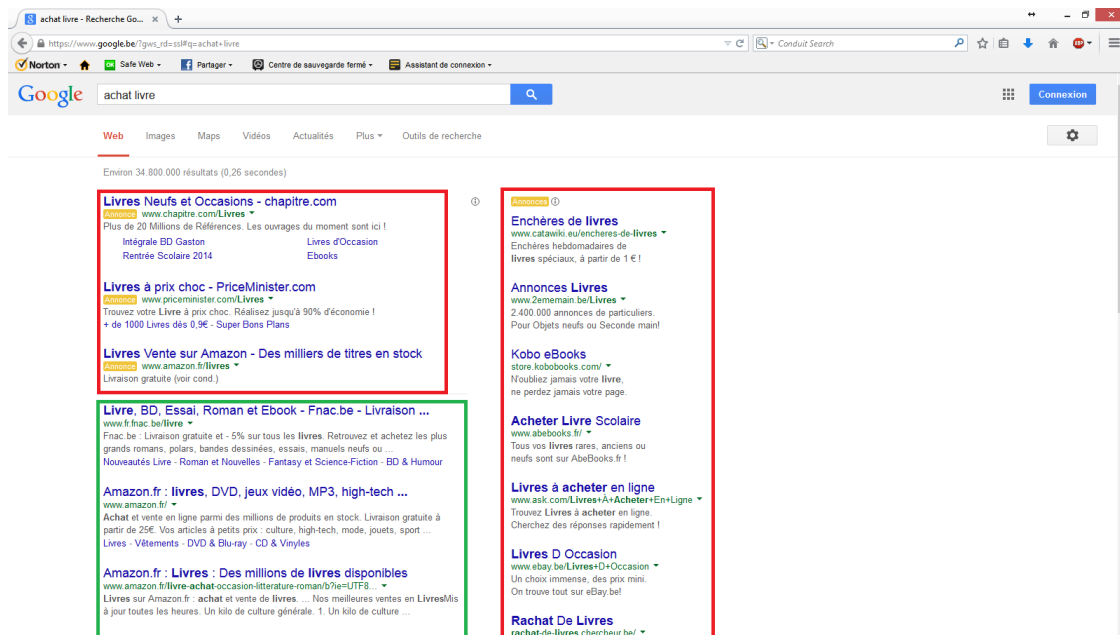 achat livre - Recherche Go...
https://www.google.be/?gws_rd=ssl#q=achat+livre
Conduit Search
Norton
Safe Web
Partager
Centre de sauvegarde fermé
Assistant de connexion
Google
achat livre
Connexion
Web Images Maps Vidéos Actualités Plus Outils de recherche
Environ 34.800.000 résultats (0,26 secondes)
Livres Neufs et Occasions - chapitre.com
Annonce www.chapitre.com/Livres
Plus de 20 Millions de Références. Les ouvrages du moment sont ici !
Intégrale BD Gaston Livres d'Occasion
Rentrée Scolaire 2014 Ebooks
Livres à prix choc - PriceMinister.com
Annonce www.priceminister.com/Livres
Trouvez votre Livre à prix choc. Réalisez jusqu'à 90% d'économie !
+ de 1000 Livres dès 0,9€ - Super Bons Plans
Livres Vente sur Amazon - Des milliers de titres en stock
Annonce www.amazon.fr/livres
Livraison gratuite (voir cond.)
Livre, BD, Essai, Roman et Ebook - Fnac.be - Livraison ...
www.fr.fnac.be/livre
Fnac.be : Livraison gratuite et - 5% sur tous les livres. Retrouvez et achetez les plus
grands romans, polars, bandes dessinées, essais, manuels neufs ou ...
Nouveautés Livre - Roman et Nouvelles - Fantasy et Science-Fiction - BD & Humour
Amazon.fr : livres, DVD, jeux vidéo, MP3, high-tech ...
www.amazon.fr/
Achat et vente en ligne parmi des millions de produits en stock. Livraison gratuite à
partir de 25€. Vos articles à petits prix : culture, high-tech, mode, jouets, sport ...
Livres - Vêtements - DVD & Blu-ray - CD & Vinyles
Amazon.fr : Livres : Des millions de livres disponibles
www.amazon.fr/livre-achat-occasion-litterature-roman/b?ie=UTF8...
Livres sur Amazon.fr : achat et vente de livres. ... Nos meilleures ventes en LivresMis
à jour toutes les heures. Un kilo de culture générale. 1. Un kilo de culture ...
Annonces
Enchères de livres
www.catawiki.eu/encheres-de-livres
Enchères hebdomadaires de
livres spéciaux, à partir de 1 € !
Annonces Livres
www.2ememain.be/Livres
2.400.000 annonces de particuliers.
Pour Objets neufs ou Seconde main!
Kobo eBooks
store.kobobooks.com/
N'oubliez jamais votre livre,
ne perdez jamais votre page.
Acheter Livre Scolaire
www.abebooks.fr/
Tous vos livres rares, anciens ou
neufs sont sur AbeBooks.fr !
Livres à acheter en ligne
www.ask.com/Livres+À+Acheter+En+Ligne
Trouvez Livres à acheter en ligne.
Cherchez des réponses rapidement !
Livres D Occasion
www.ebay.be/Livres+D+Occasion
Un choix immense, des prix mini.
On trouve tout sur eBay.be!
Rachat De Livres
rachat-de-livres.chercheur.be/